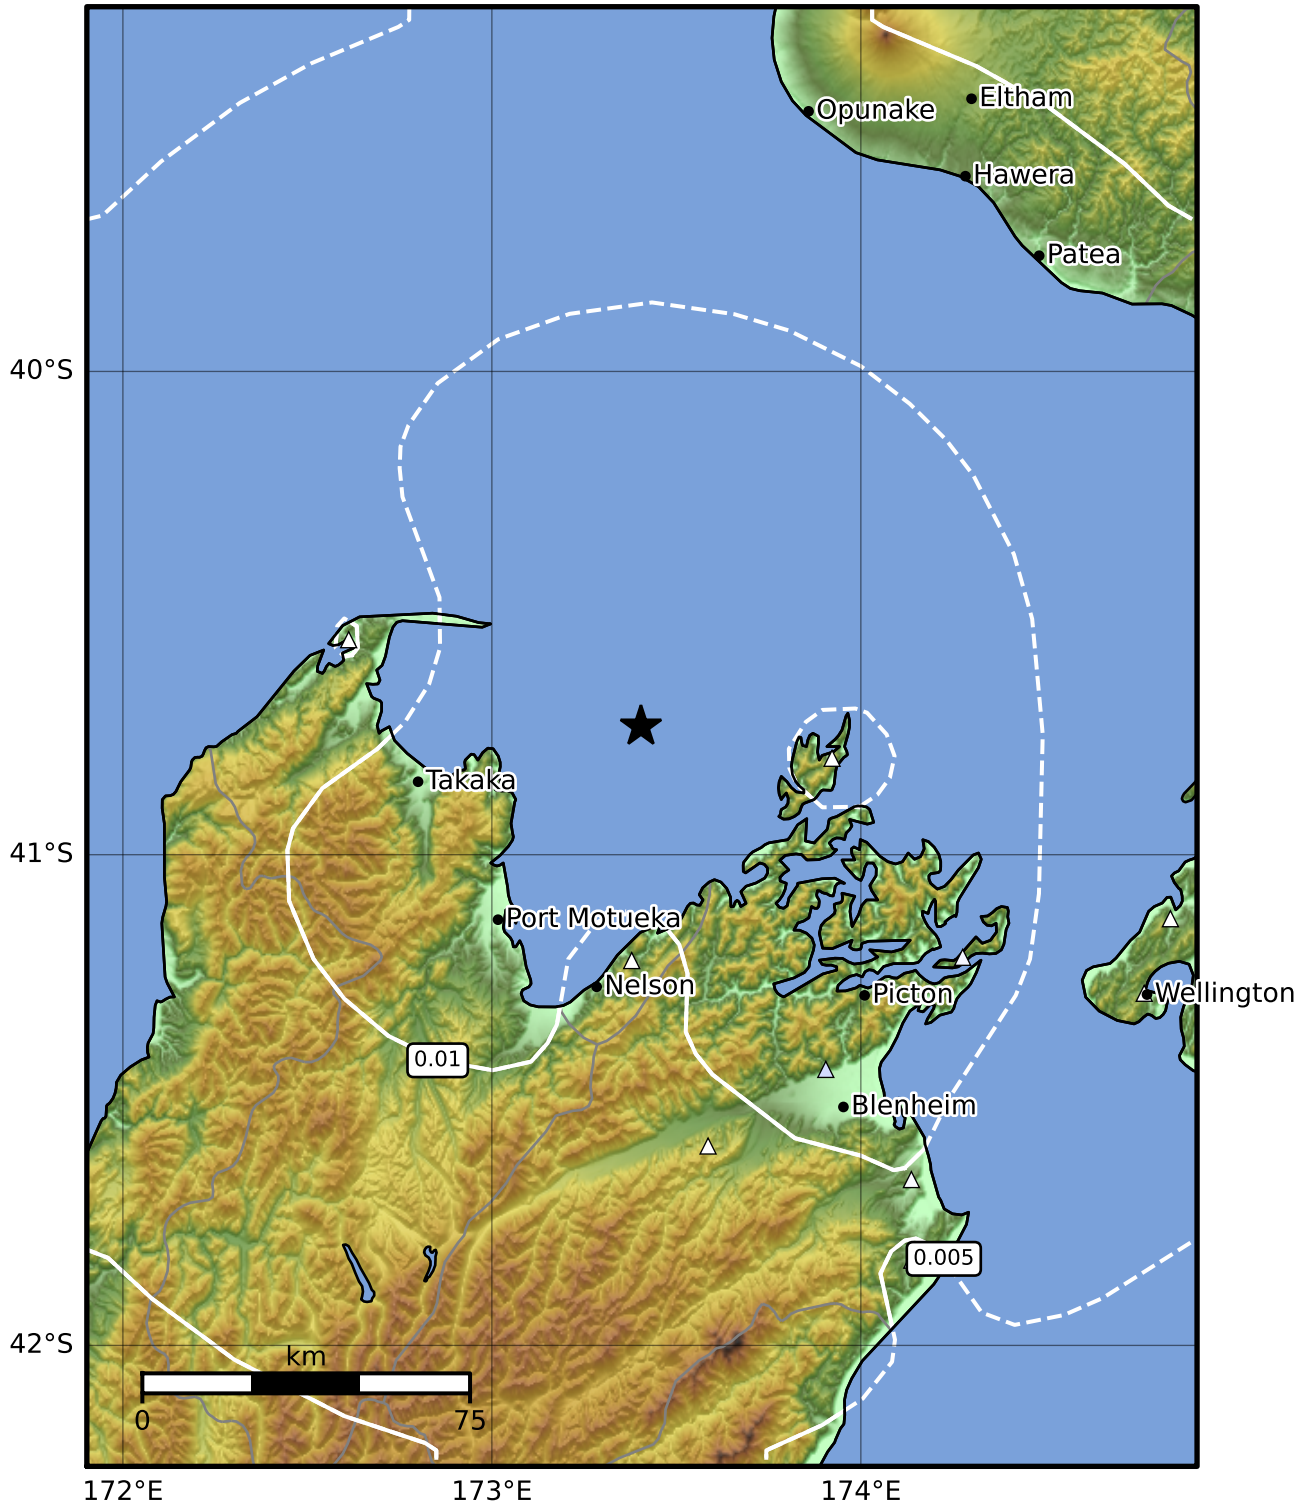 Eltham
Opunake
Hawera
Patea
40°S
Takaka
41°S
Port Motueka
Nelson
Picton
Wellington
0.01
Blenheim
0.005
42°S
km
0 75
172°E 173°E 174°E